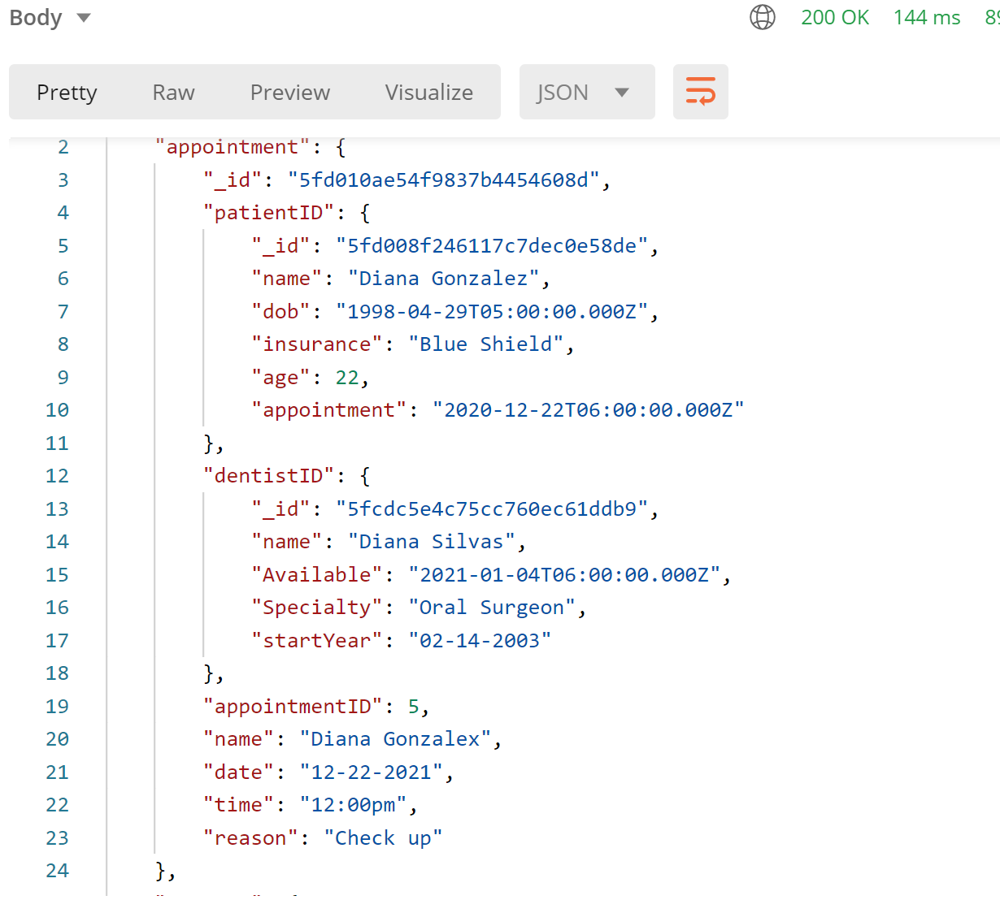 Body 200 OK 144 ms
Pretty Raw Preview Visualize JSON
2 "appointment": {
3 "_id": "5fd010ae54f9837b4454608d",
4 "patientID": {
5 "_id": "5fd008f246117c7dec0e58de",
6 "name": "Diana Gonzalez",
7 "dob": "1998-04-29T05:00:00.000Z",
8 "insurance": "Blue Shield",
9 "age": 22,
10 "appointment": "2020-12-22T06:00:00.000Z"
11 },
12 "dentistID": {
13 "_id": "5fcdc5e4c75cc760ec61ddb9",
14 "name": "Diana Silvas",
15 "Available": "2021-01-04T06:00:00.000Z",
16 "Specialty": "Oral Surgeon",
17 "startYear": "02-14-2003"
18 },
19 "appointmentID": 5,
20 "name": "Diana Gonzalex",
21 "date": "12-22-2021",
22 "time": "12:00pm",
23 "reason": "Check up"
24 },